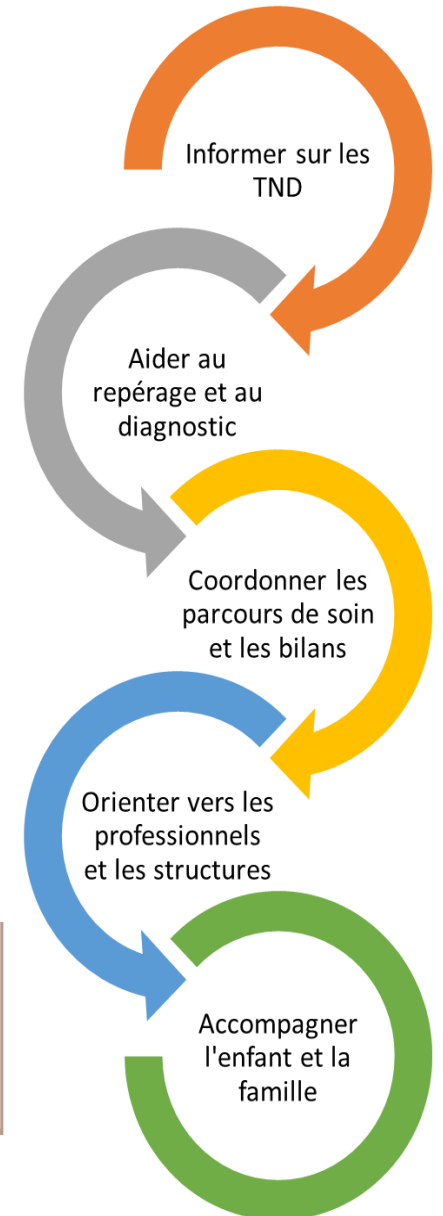 Informer sur les
TND
Aider au
repérage et au
diagnostic
Coordonner les
parcours de soin
et les bilans
Orienter vers les
professionnels
et les structures
Accompagner
l'enfant et la
famille